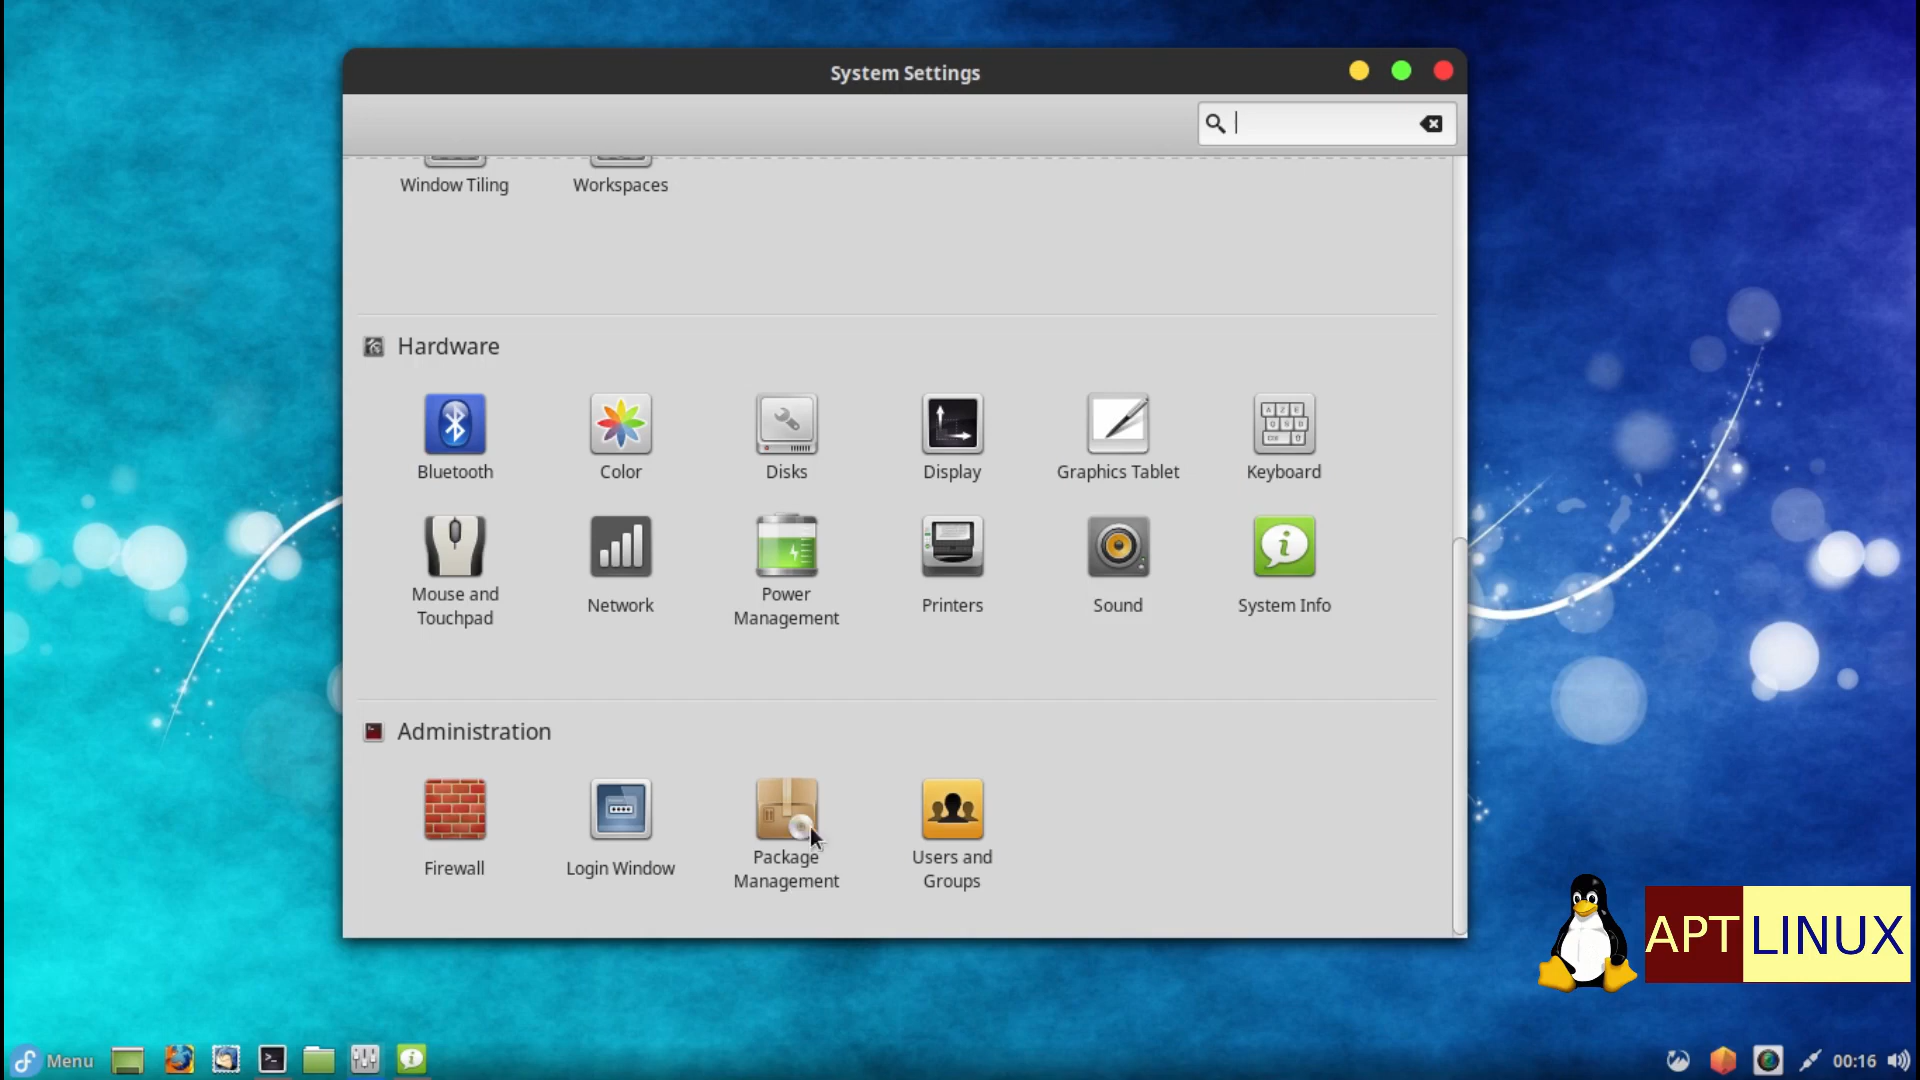 System Settings
Window Tiling
Workspaces
Hardware
Bluetooth
Color
Disks
Display
Graphics Tablet
Keyboard
Mouse and
Touchpad
Network
Power
Management
Printers
Sound
System Info
Administration
Firewall
Login Window
Package
Management
Users and
Groups
APT LINUX
Menu
00:16